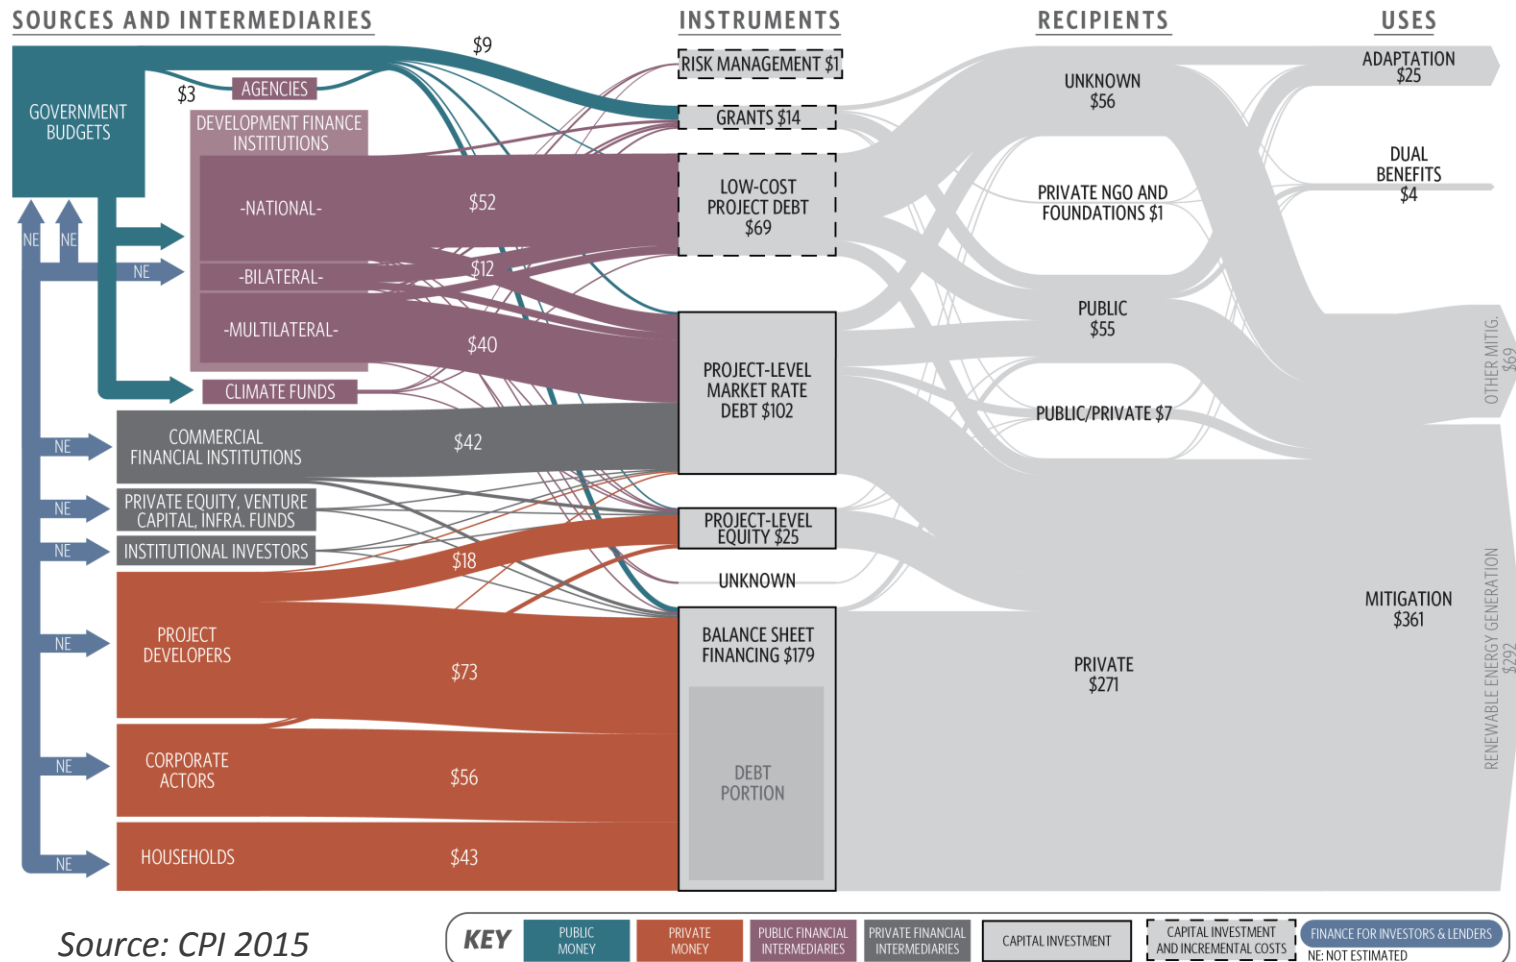 SOURCES AND INTERMEDIARIES
INSTRUMENTS
RECIPIENTS
USES
GOVERNMENT
BUDGETS
$3
AGENCIES
$9
DEVELOPMENT FINANCE
INSTITUTIONS
-NATIONAL-
$52
-BILATERAL-
$12
-MULTILATERAL-
$40
CLIMATE FUNDS
NE
NE
NE
COMMERCIAL
FINANCIAL INSTITUTIONS
$42
NE
PRIVATE EQUITY, VENTURE
CAPITAL, INFRA. FUNDS
NE
INSTITUTIONAL INVESTORS
NE
$18
PROJECT
DEVELOPERS
NE
$73
CORPORATE
ACTORS
NE
$56
HOUSEHOLDS
NE
$43
RISK MANAGEMENT $1
GRANTS $14
LOW-COST
PROJECT DEBT
$69
PROJECT-LEVEL
MARKET RATE
DEBT $102
PROJECT-LEVEL
EQUITY $25
UNKNOWN
BALANCE SHEET
FINANCING $179
DEBT
PORTION
UNKNOWN
$56
PRIVATE NGO AND
FOUNDATIONS $1
PUBLIC
$55
PUBLIC/PRIVATE $7
PRIVATE
$271
ADAPTATION
$25
DUAL
BENEFITS
$4
OTHER MITIG.
$69
MITIGATION
$361
RENEWABLE ENERGY GENERATION
$292
Source: CPI 2015
KEY
PUBLIC
MONEY
PRIVATE
MONEY
PUBLIC FINANCIAL
INTERMEDIARIES
PRIVATE FINANCIAL
INTERMEDIARIES
CAPITAL INVESTMENT
CAPITAL INVESTMENT
AND INCREMENTAL COSTS
FINANCE FOR INVESTORS & LENDERS
NE: NOT ESTIMATED